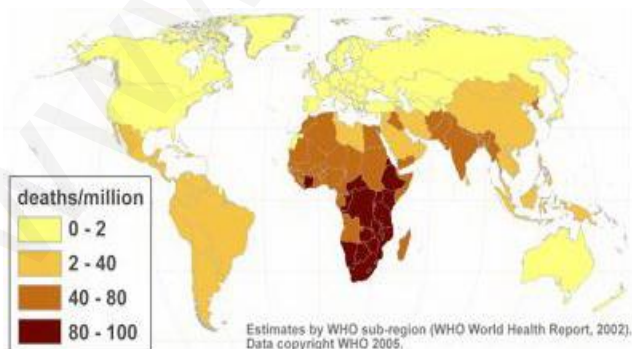 deaths/million
0 - 2
2 - 40
40 - 80
80 - 100
Estimates by WHO sub-region (WHO World Health Report, 2002).
Data copyright WHO 2005.